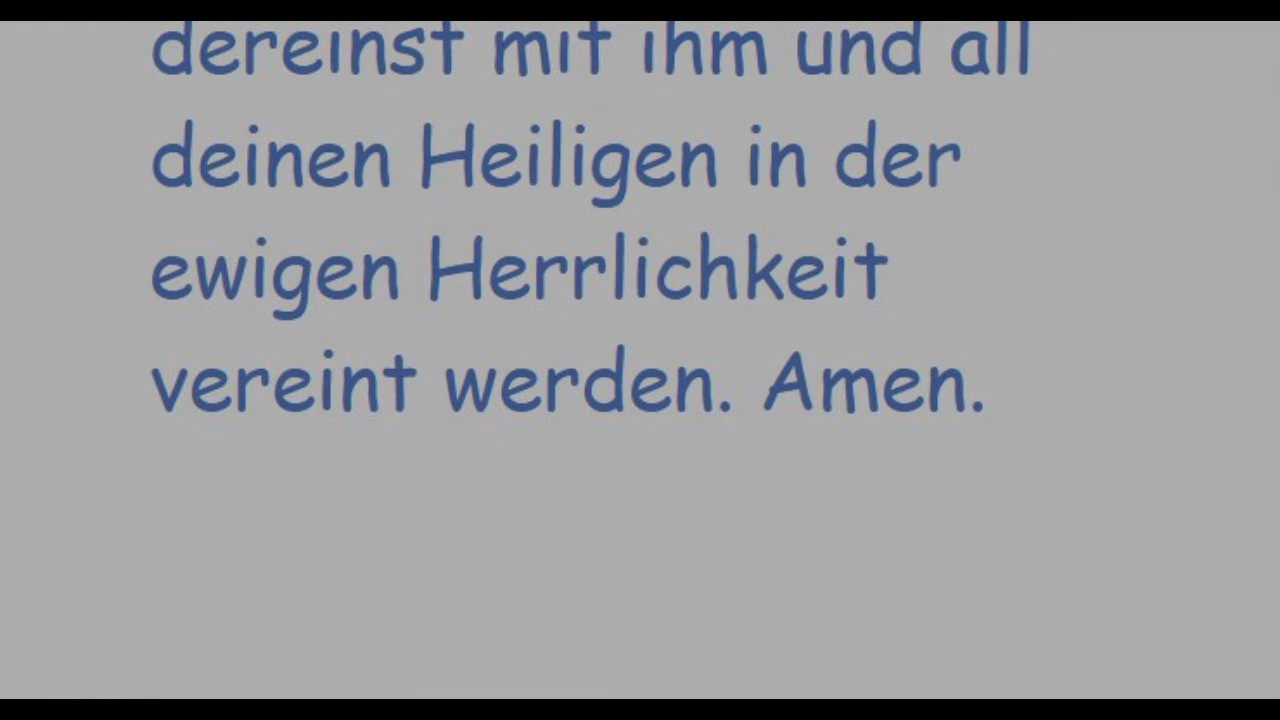 dereinst mit ihm und all
deinen Heiligen in der
ewigen Herrlichkeit
vereint werden. Amen.